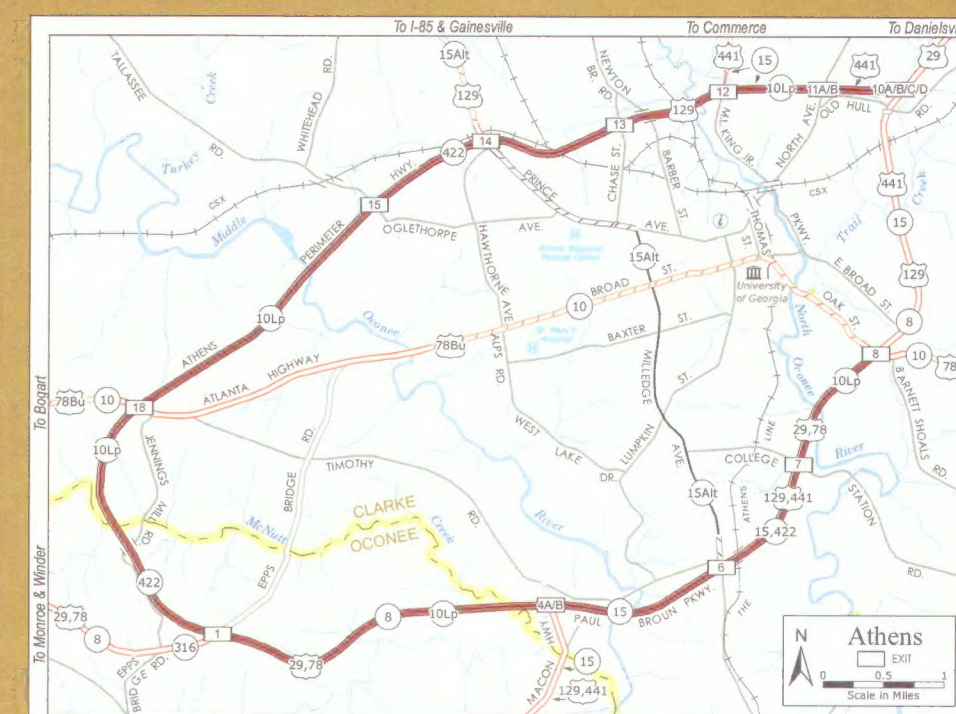 To I-85 & Gainesville
To Commerce
To Danielsv
TALLASSEE
RD.
Creek
WHITEHEAD RD.
15Alt
129
NEWTON
BR.
RD.
441
15
12
10Lp
11A/B
441
10A/B/C/D
29
OLD HULL
RD.
129
13
14
422
HWY.
M.L. KING JR.
PKWY.
NORTH AVE.
CHASE ST.
BARBER
ST.
PRINCE
AVE.
Turkey
CSX
CSX
15
PERIMETER
OGLETHORPE
AVE.
Middle
HAWTHORNE AVE.
441
Creek
Trail
15
129
i
THOMAS
ST.
15Alt
University
of Georgia
E. BROAD ST.
OAK
ST.
BROAD
ST.
10
8
8
10
78
10Lp
Oconee
78Bu
ALPS
RD.
BAXTER
ST.
North
Oconee
River
ATHENS
ATLANTA
HIGHWAY
MILLEDGE
AVE.
10Lp
BARNETT SHOALS
RD.
To Bogart
78Bu
10
18
10Lp
JENNINGS
MILL
RD.
TIMOTHY
RD.
BRIDGE
RD.
EPPS
WEST
LAKE
DR.
LUMPKIN
ST.
COLLEGE
STATION
RD.
7
29,78
LINE
ATHENS
THE
15Alt
129,441
15,422
CLARKE
OCONEE
McNutt
Creek
River
6
To Monroe & Winder
422
29,78
8
316
1
EPPS
BRIDGE RD.
29,78
8
10Lp
4A/B
15
PAUL
BROUN PKWY.
MACON
HWY.
15
129,441
N
Athens
EXIT
0 0.5 1
Scale in Miles